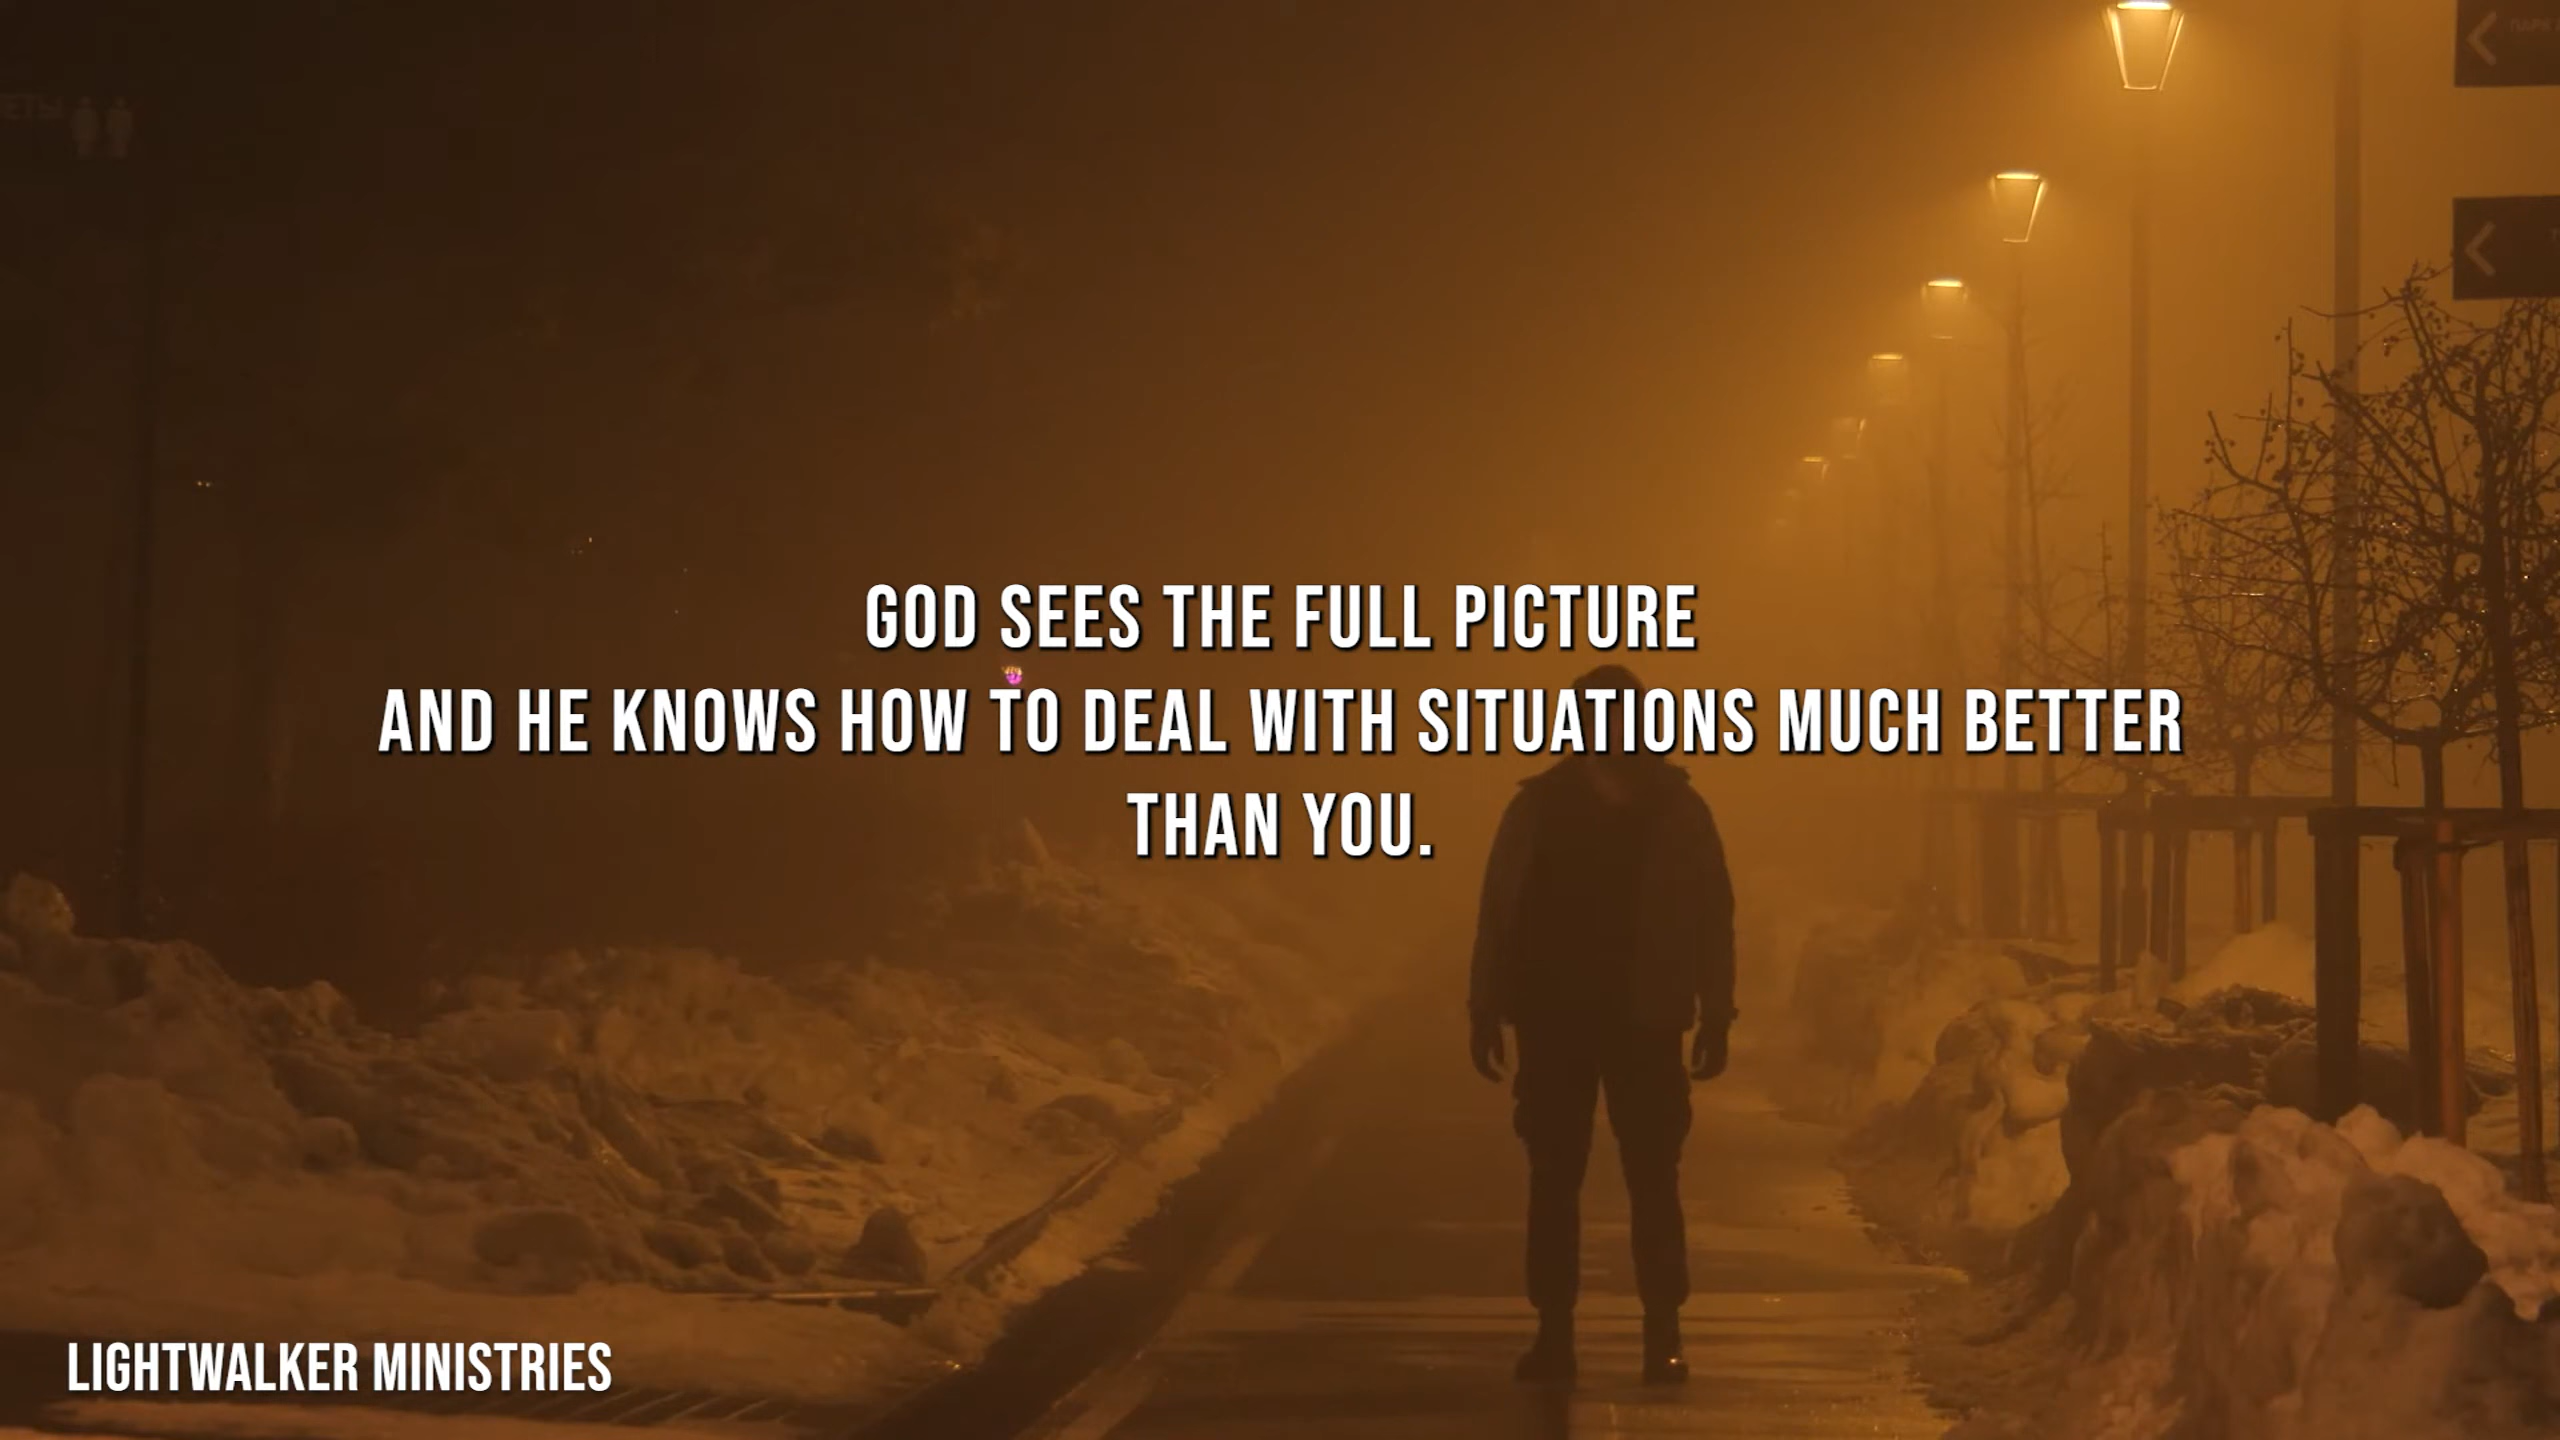 GOD SEES THE FULL PICTURE
AND HE KNOWS HOW TO DEAL WITH SITUATIONS MUCH BETTER
THAN YOU.
LIGHTWALKER MINISTRIES